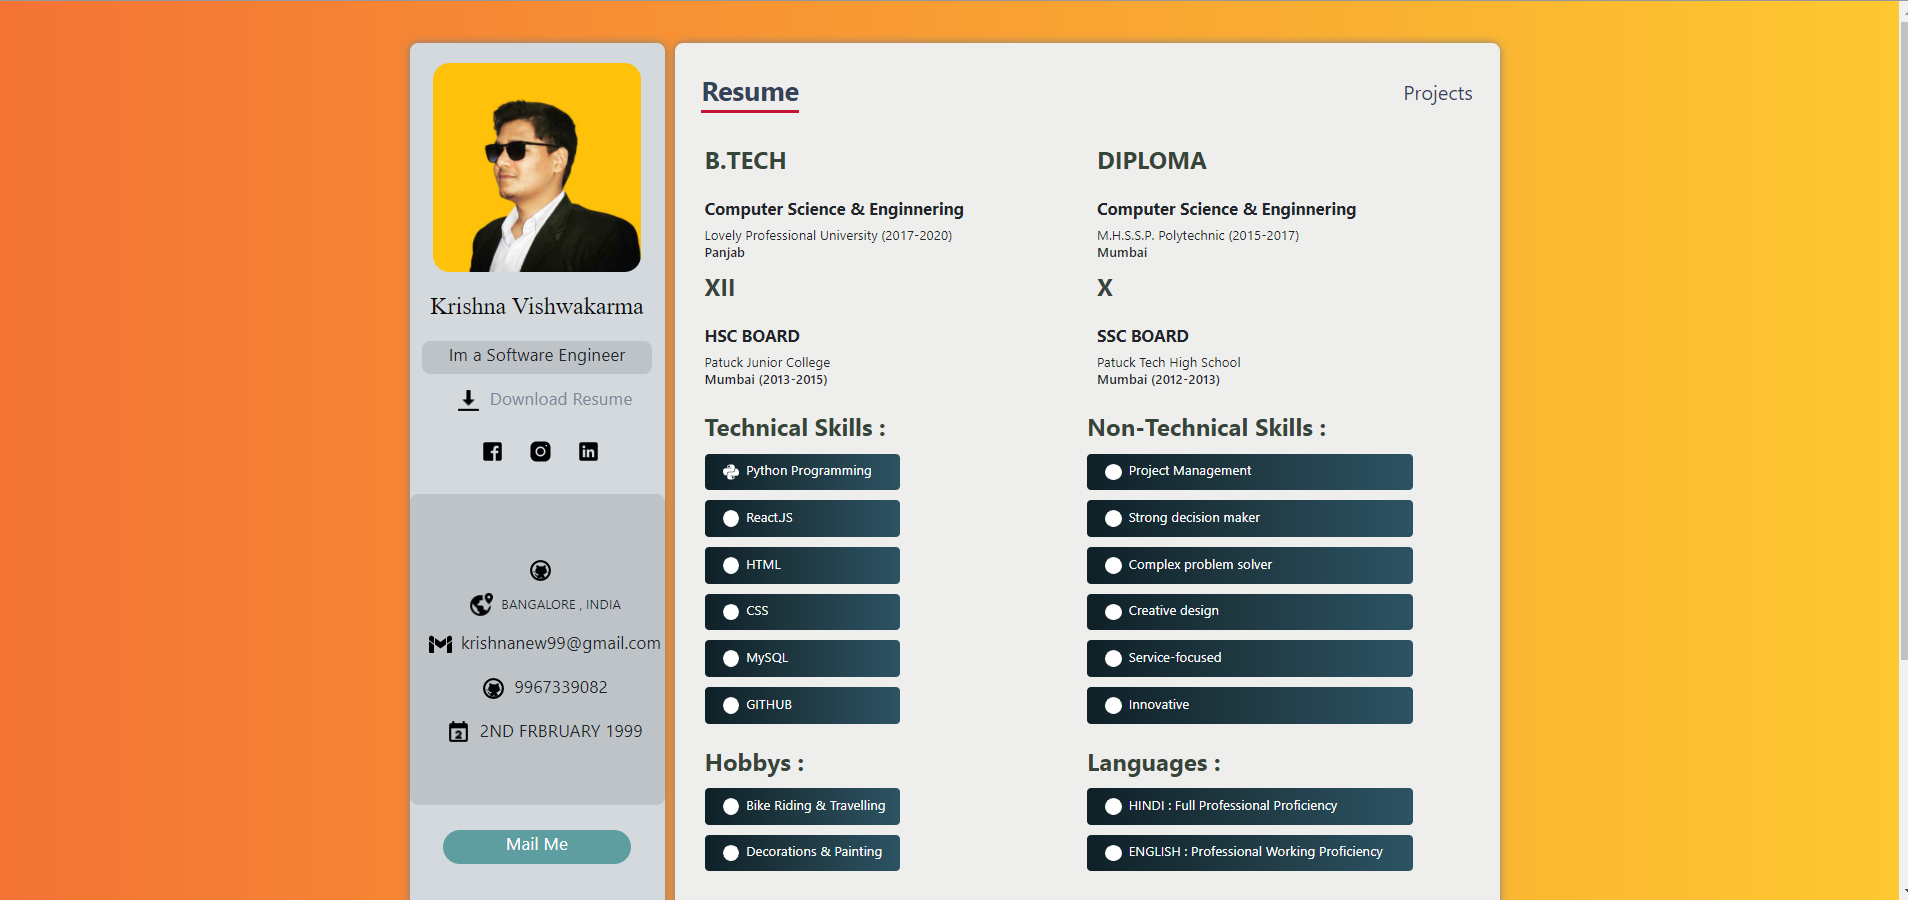 Krishna Vishwakarma
Im a Software Engineer
Download Resume
BANGALORE , INDIA
krishnanew99@gmail.com
9967339082
2
2ND FRBRUARY 1999
Mail Me
Resume
Projects
B.TECH
Computer Science & Enginnering
Lovely Professional University (2017-2020)
Panjab
DIPLOMA
Computer Science & Enginnering
M.H.S.S.P. Polytechnic (2015-2017)
Mumbai
XII
HSC BOARD
Patuck Junior College
Mumbai (2013-2015)
X
SSC BOARD
Patuck Tech High School
Mumbai (2012-2013)
Technical Skills :
Python Programming
ReactJS
HTML
CSS
MySQL
GITHUB
Non-Technical Skills :
Project Management
Strong decision maker
Complex problem solver
Creative design
Service-focused
Innovative
Hobbys :
Bike Riding & Travelling
Decorations & Painting
Languages :
HINDI : Full Professional Proficiency
ENGLISH : Professional Working Proficiency